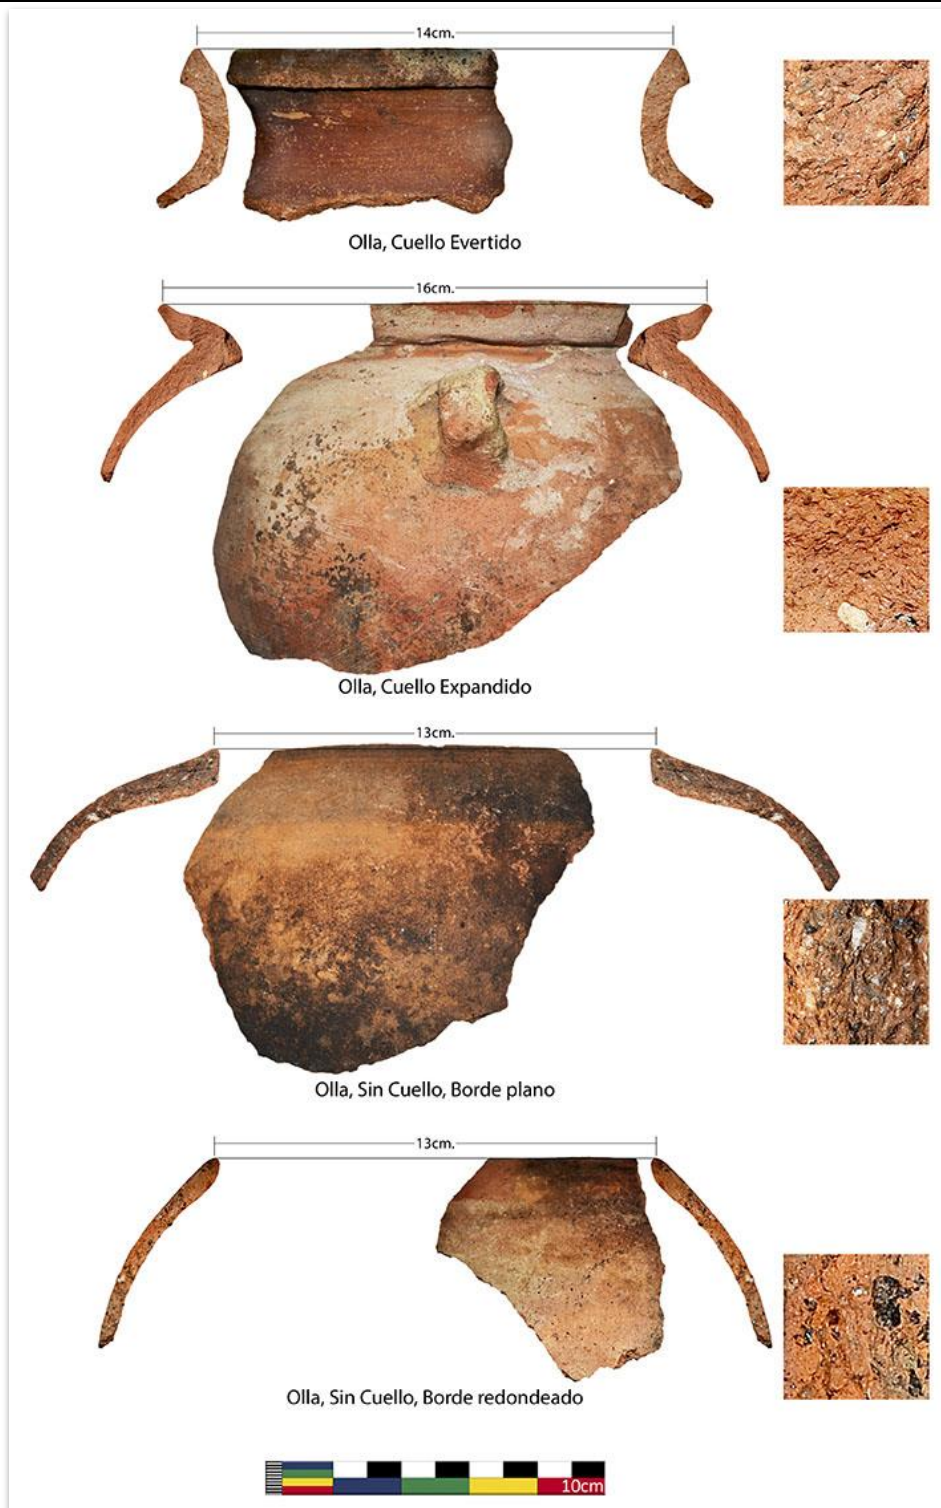 14cm.
Olla, Cuello Evertido
16cm.
Olla, Cuello Expandido
13cm.
Olla, Sin Cuello, Borde plano
13cm.
Olla, Sin Cuello, Borde redondeado
10cm